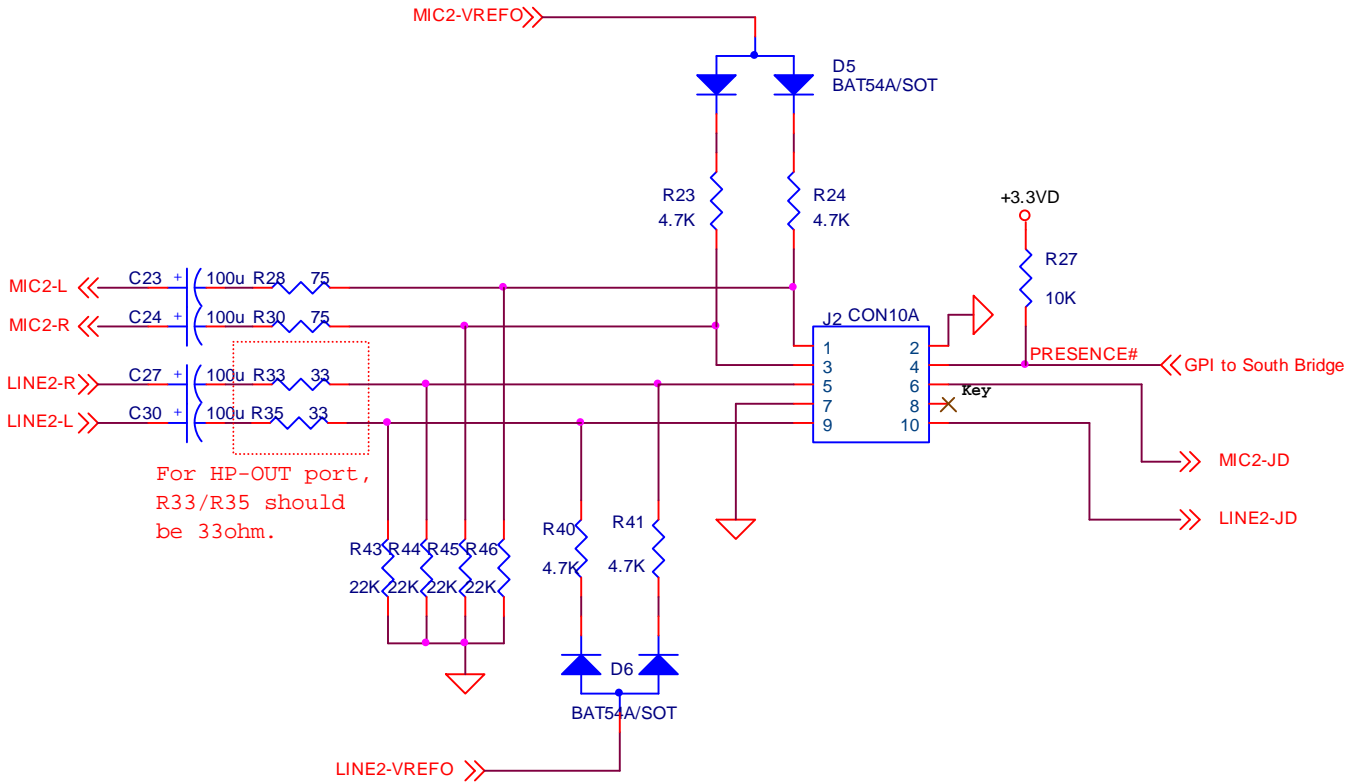 MIC2-VREFO
D5
BAT54A/SOT
R23
4.7K
R24
4.7K
+3.3VD
R27
10K
MIC2-L
C23 + 100u R28 75
MIC2-R
C24 + 100u R30 75
LINE2-R
C27 + 100u R33 33
LINE2-L
C30 + 100u R35 33
J2 CON10A
1 2
3 4
5 6
7 8
9 10
PRESENCE#
GPI to South Bridge
Key
MIC2-JD
LINE2-JD
For HP-OUT port,
R33/R35 should
be 33ohm.
R43 R44 R45 R46
22K 22K 22K 22K
R40
4.7K
R41
4.7K
D6
BAT54A/SOT
LINE2-VREFO